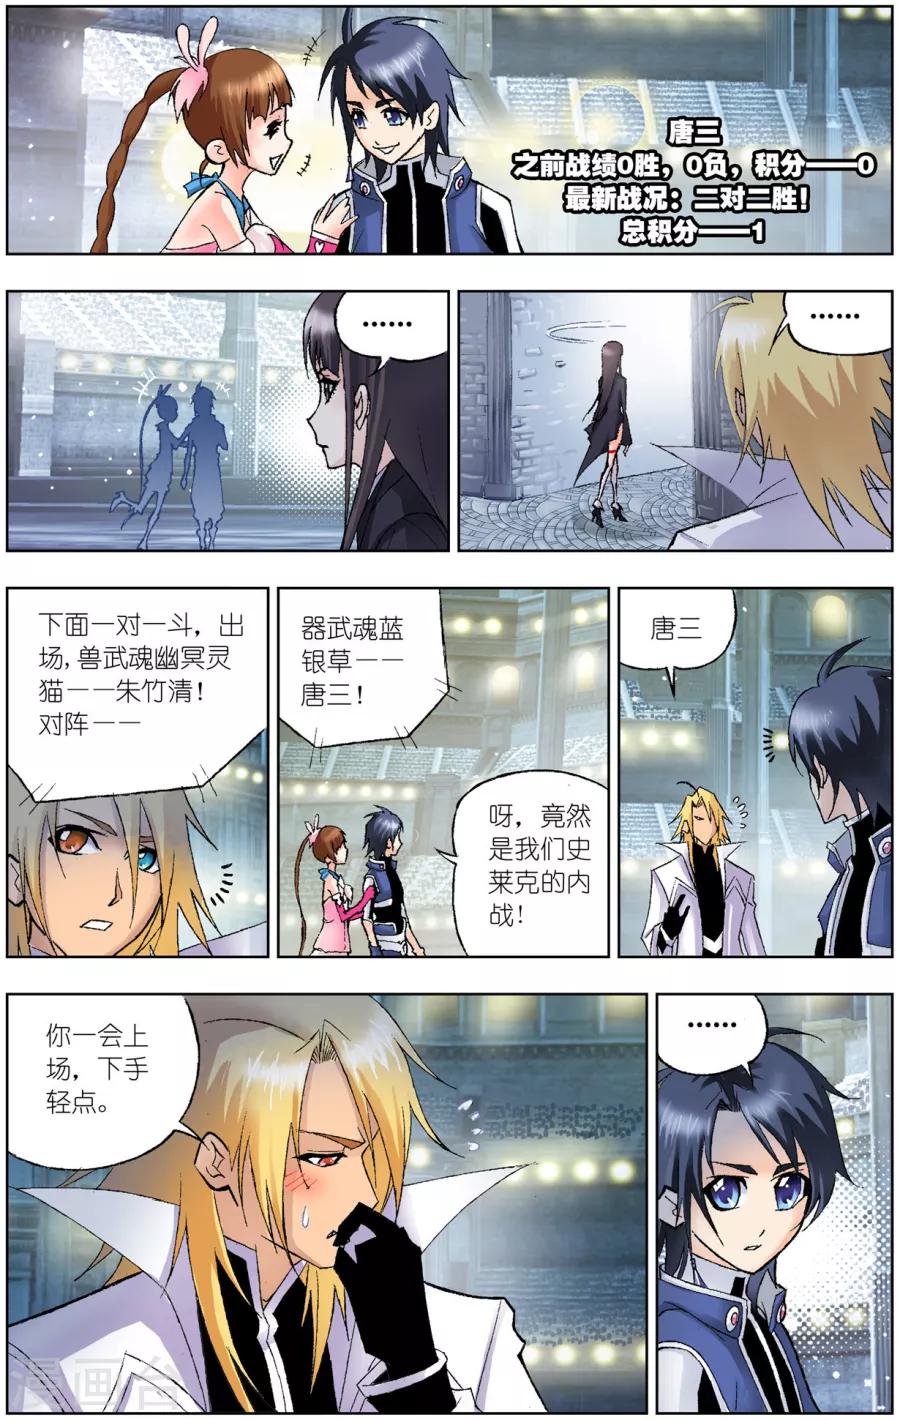 唐三
之前战绩0胜，0负，积分——0
最新战况：二对二胜！
总积分——1
……
……
下面一对一斗，出
场，兽武魂幽冥灵
猫——朱竹清！
对阵——
器武魂蓝
银草——
唐三！
呀，竟然
是我们史
莱克的内
战！
唐三
你一会上
场，下手
轻点。
……
漫画台